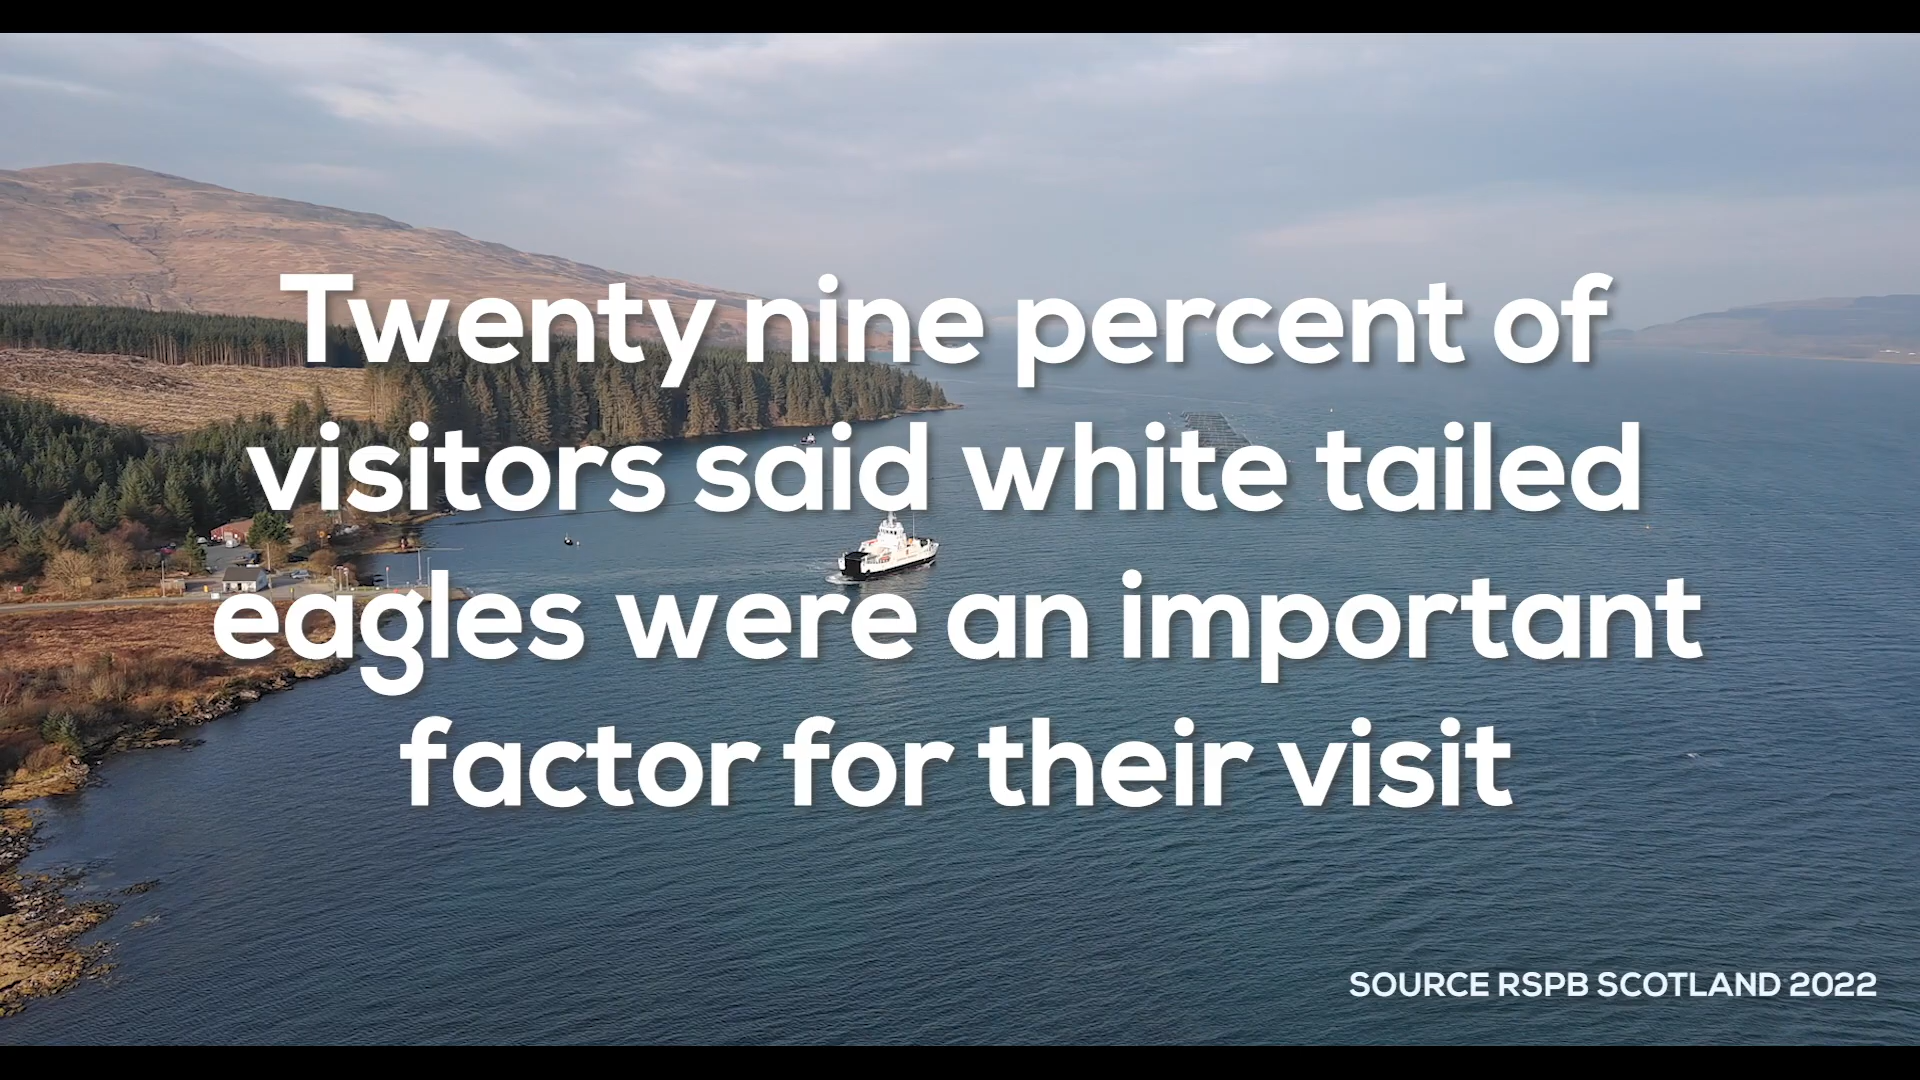 Twenty nine percent of
visitors said white tailed
eagles were an important
factor for their visit
SOURCE RSPB SCOTLAND 2022